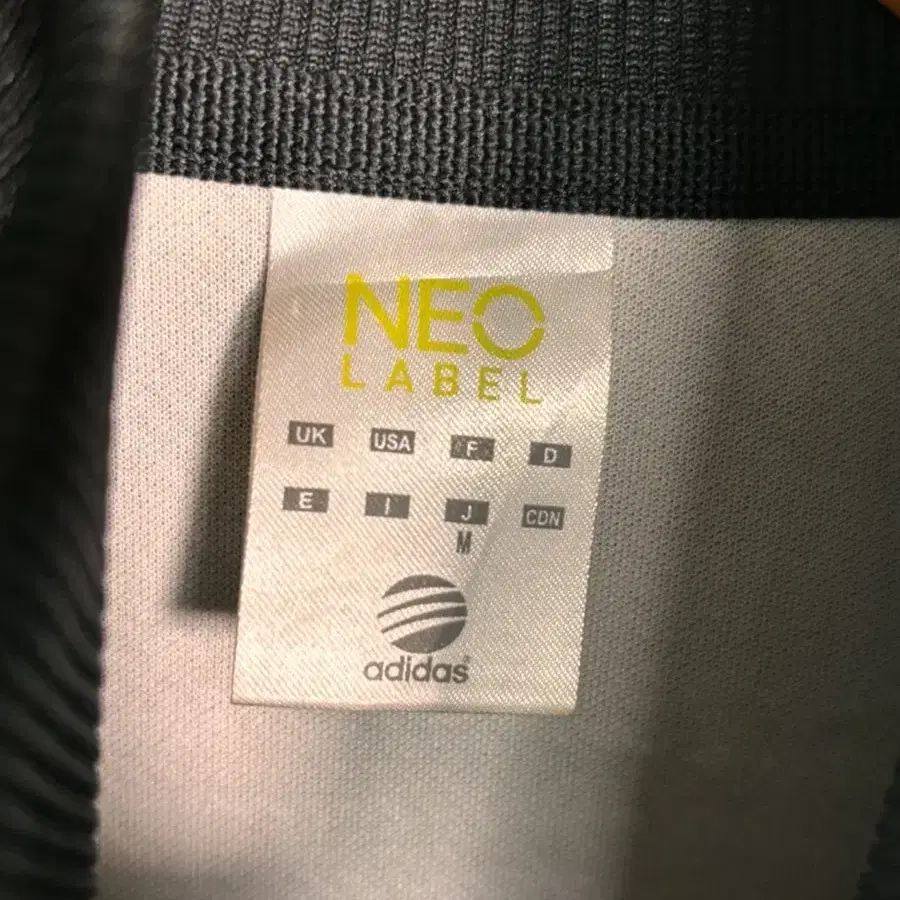 NEO
LABEL
UK USA F D
E I J CDN
M
adidas